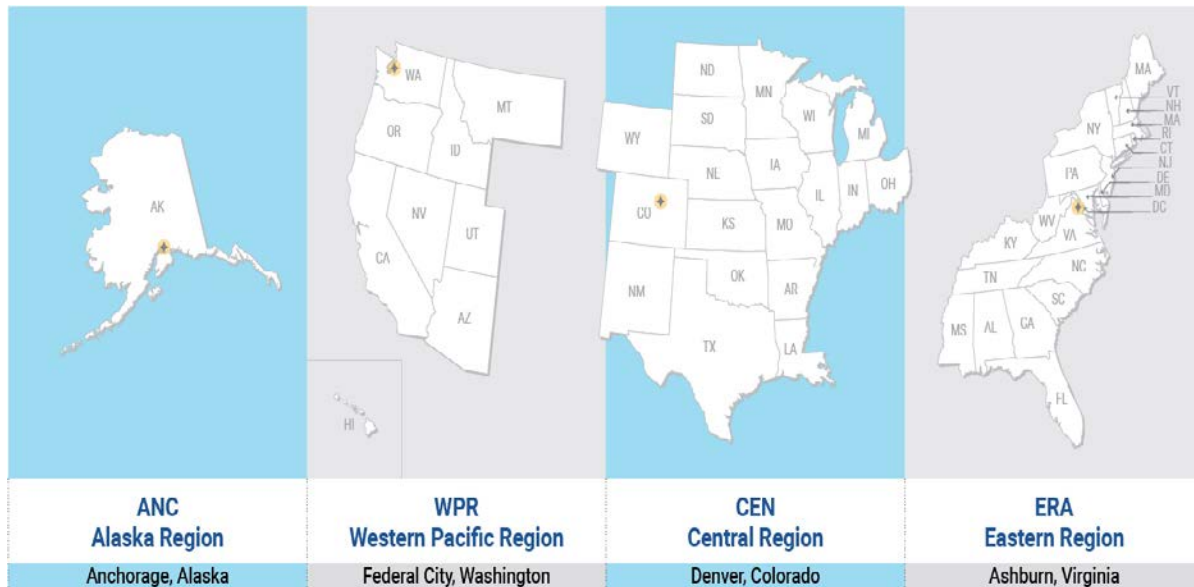 AK
WA
MT
OR
ID
NV
UT
CA
AZ
HI
ND
MN
SD
WI
MI
WY
IA
NL
IL
IN
OH
CO
KS
MO
OK
AR
NM
TX
LA
MA
VT
NH
MA
RI
CT
NJ
DE
MD
DC
NY
PA
WV
VA
KY
NC
TN
SC
MS
AL
GA
FL
ANC
Alaska Region
Anchorage, Alaska
WPR
Western Pacific Region
Federal City, Washington
CEN
Central Region
Denver, Colorado
ERA
Eastern Region
Ashburn, Virginia